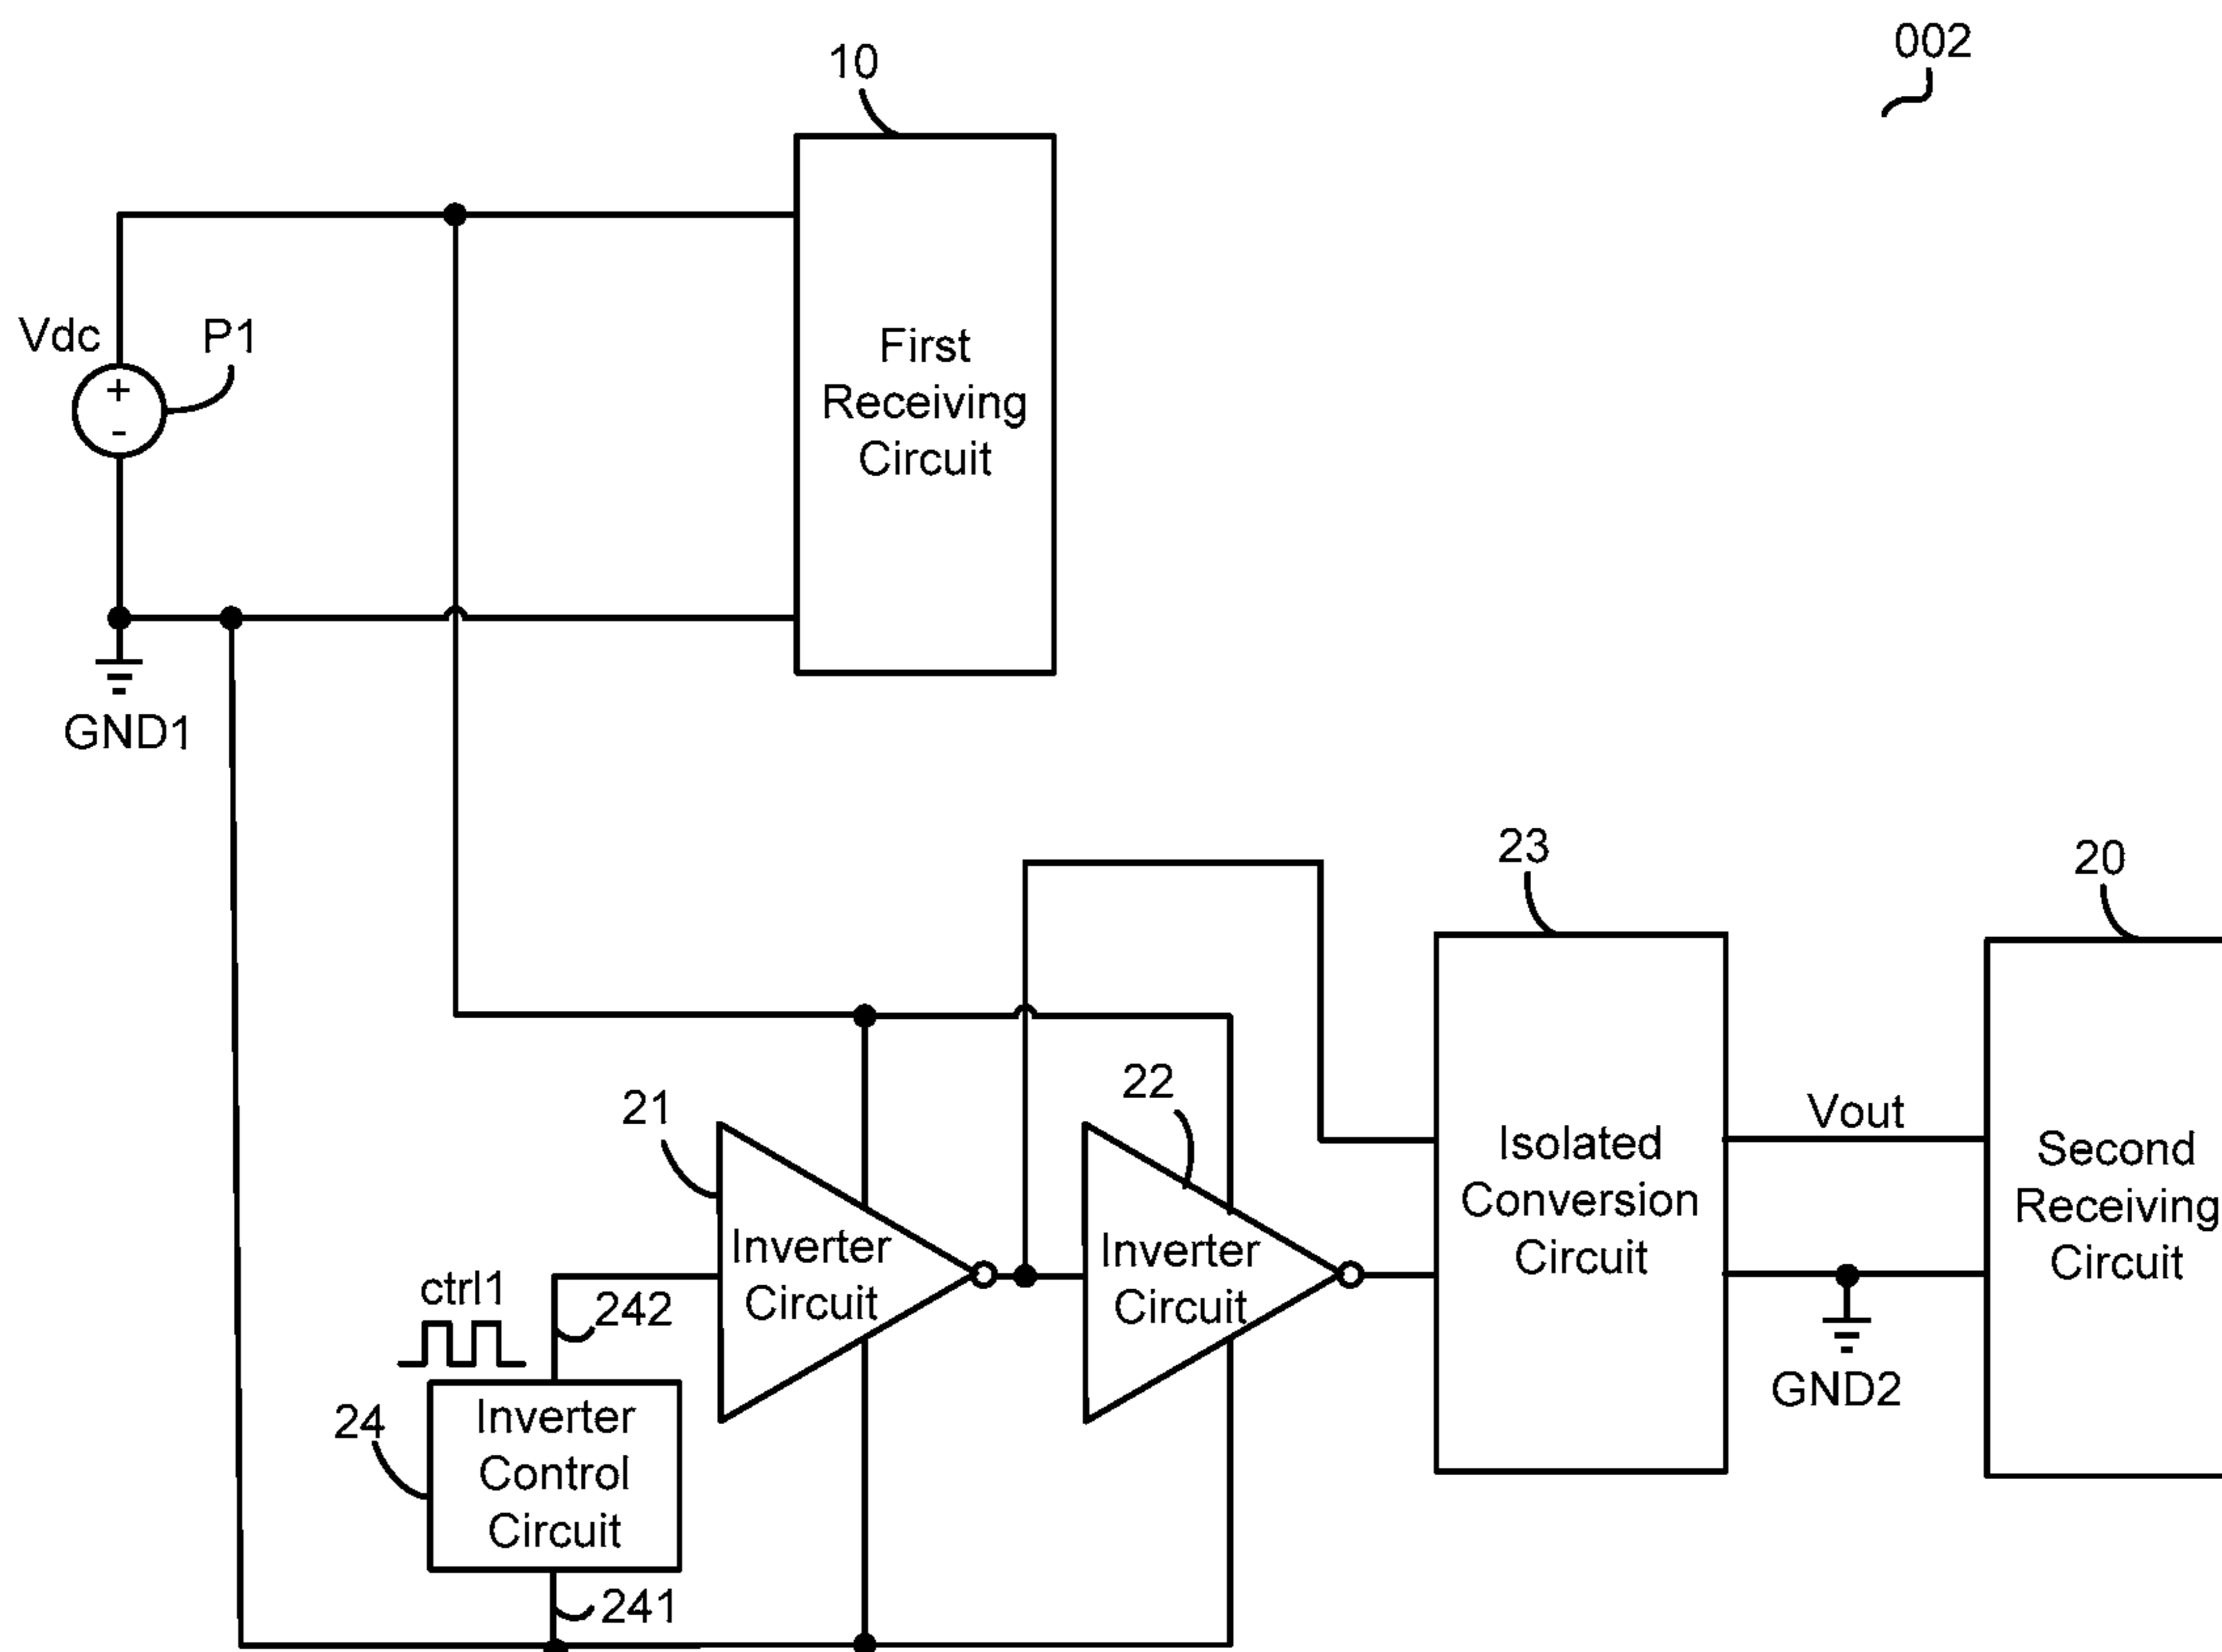 002
10
Vdc
P1
+
-
First
Receiving
Circuit
GND1
23
20
22
21
Vout
Isolated
Conversion
Circuit
Second
Receiving
Circuit
Inverter
Circuit
Inverter
Circuit
ctrl1
242
GND2
24
Inverter
Control
Circuit
241